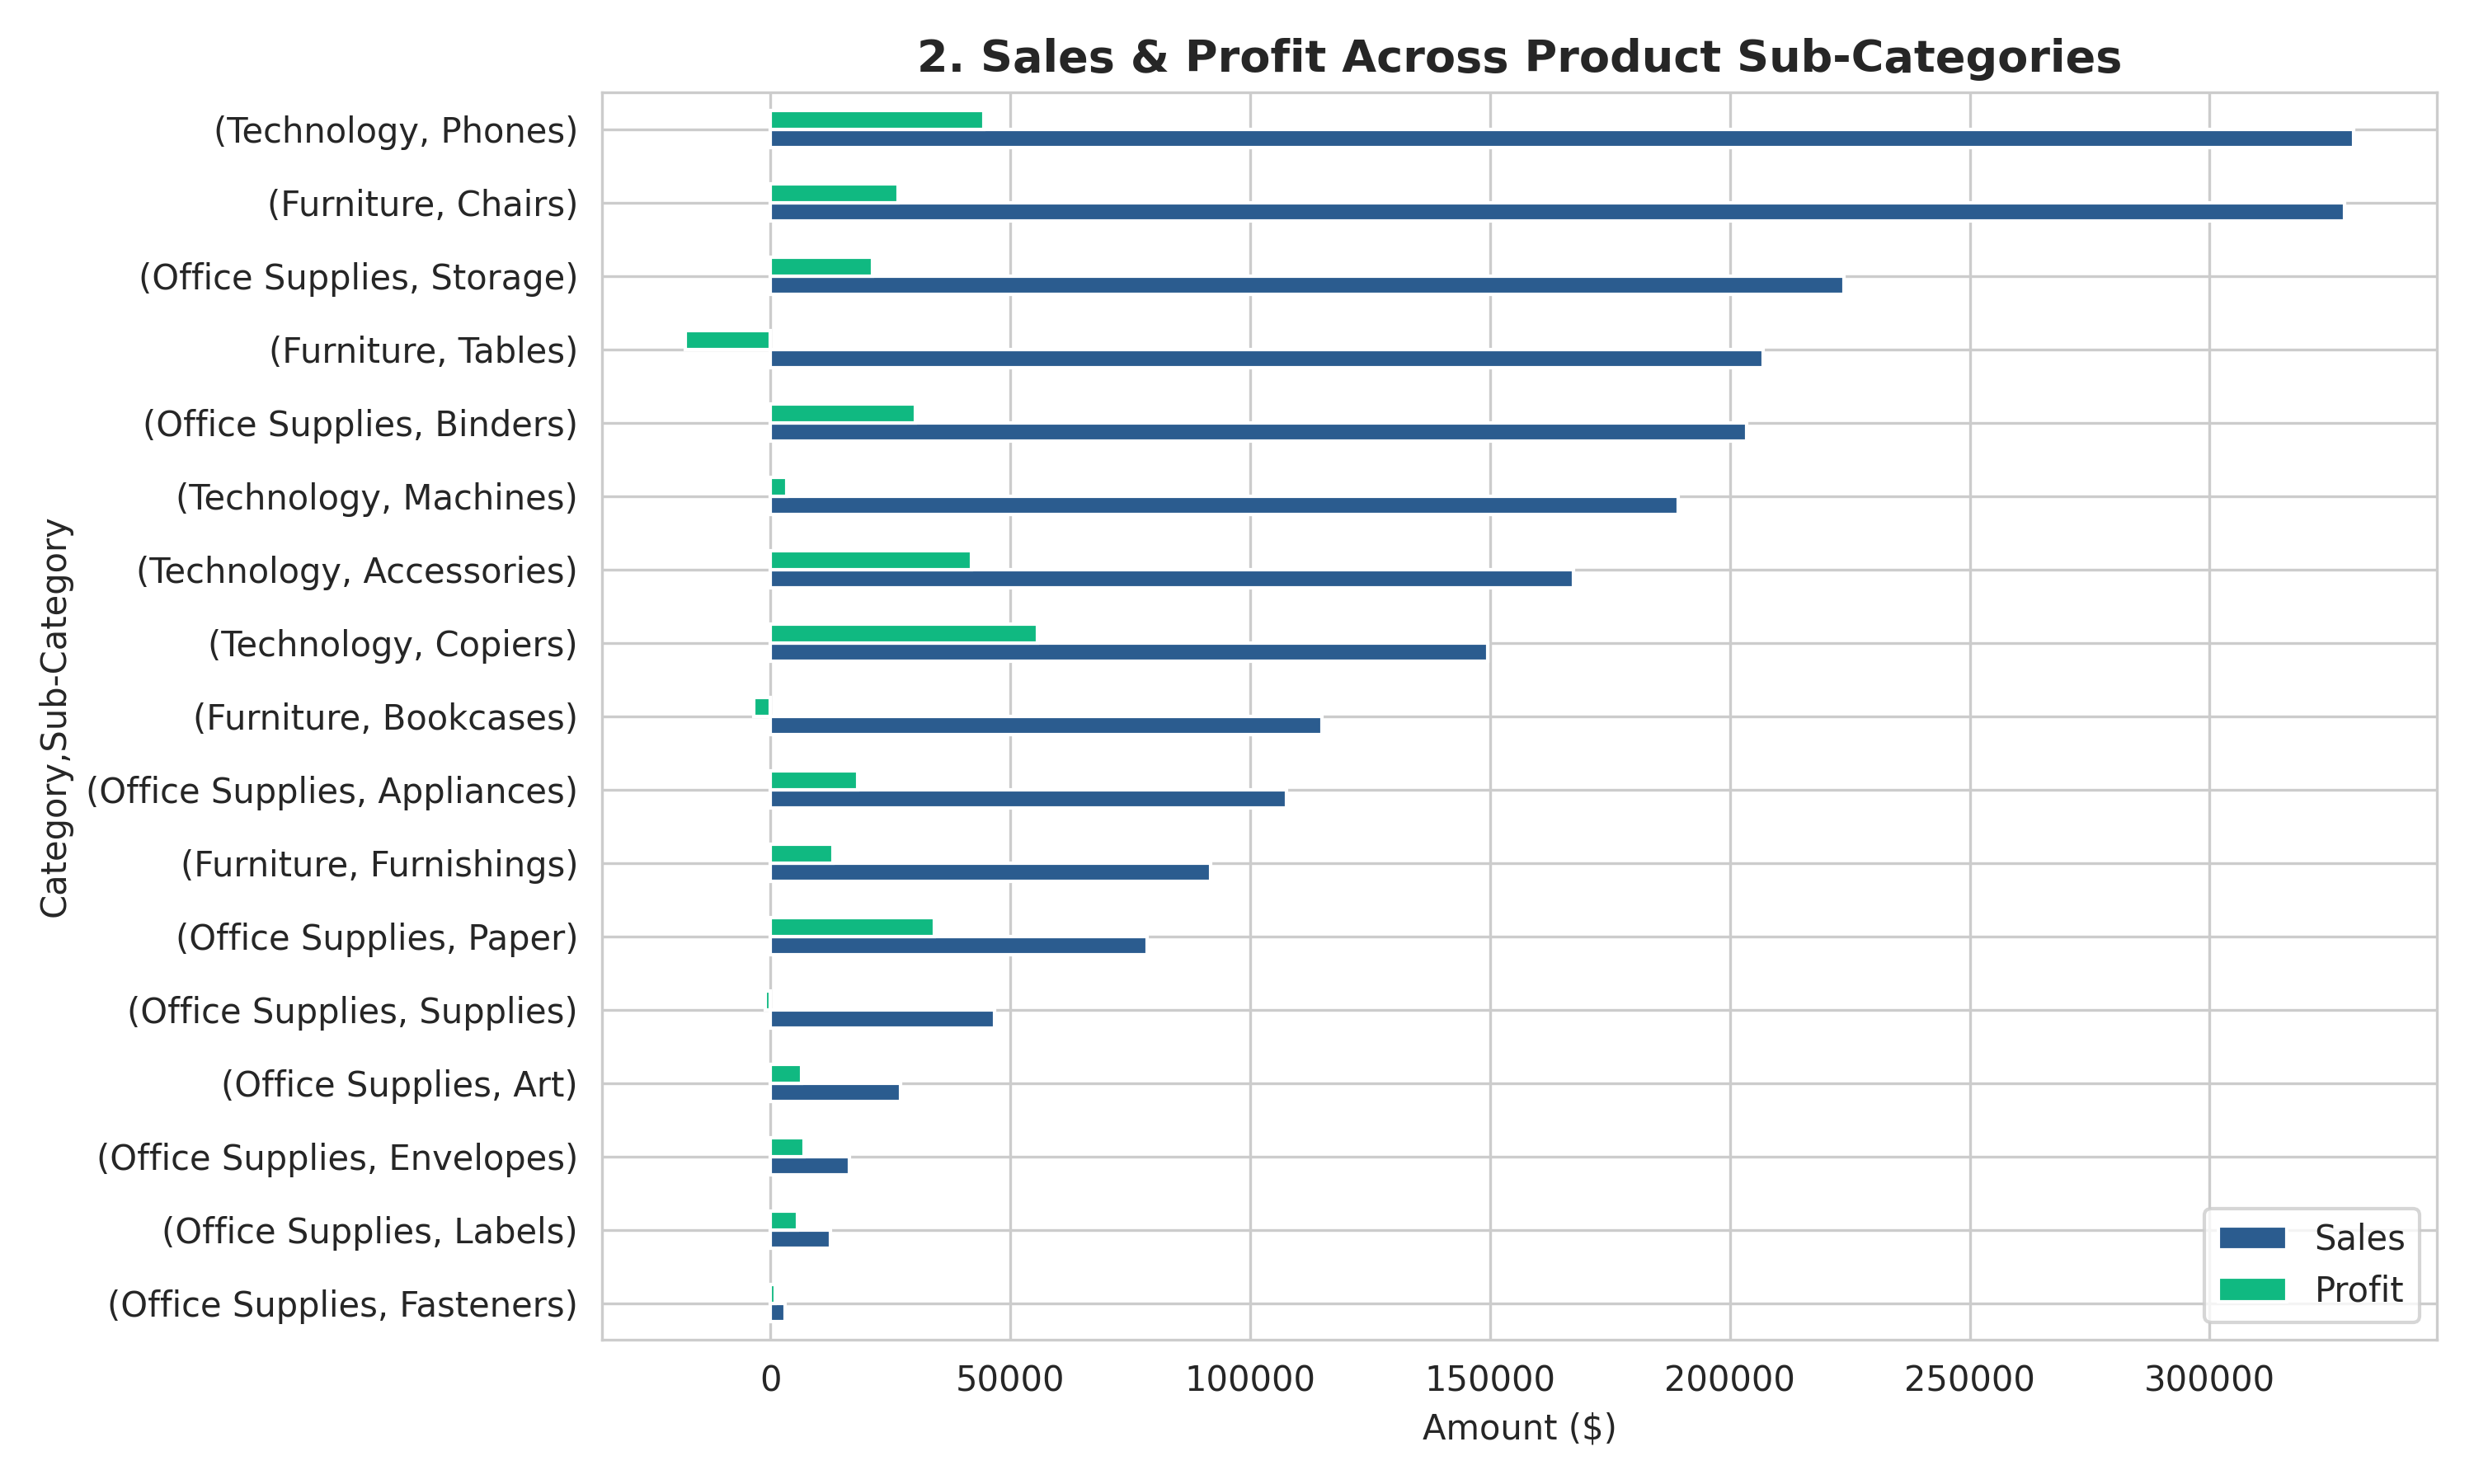 2. Sales & Profit Across Product Sub-Categories
Category,Sub-Category
(Technology, Phones)
(Furniture, Chairs)
(Office Supplies, Storage)
(Furniture, Tables)
(Office Supplies, Binders)
(Technology, Machines)
(Technology, Accessories)
(Technology, Copiers)
(Furniture, Bookcases)
(Office Supplies, Appliances)
(Furniture, Furnishings)
(Office Supplies, Paper)
(Office Supplies, Supplies)
(Office Supplies, Art)
(Office Supplies, Envelopes)
(Office Supplies, Labels)
(Office Supplies, Fasteners)
Sales
Profit
0 50000 100000 150000 200000 250000 300000
Amount ($)